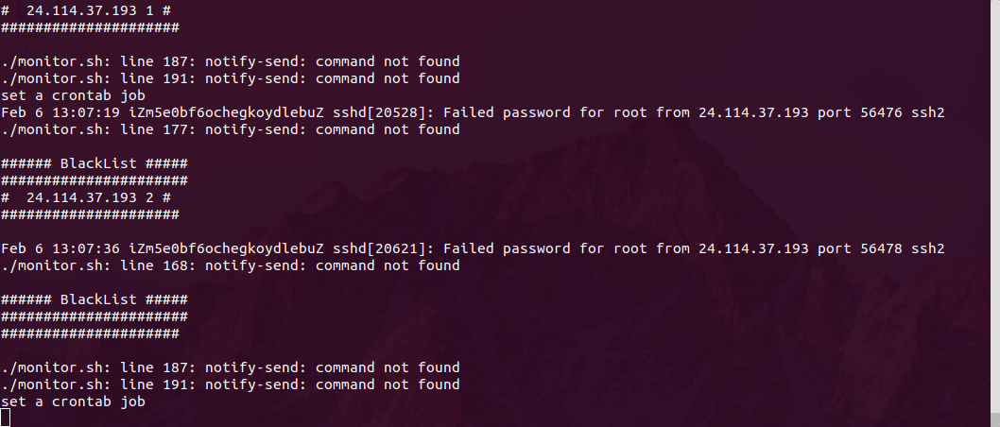 #  24.114.37.193 1 #
#####################
./monitor.sh: line 187: notify-send: command not found
./monitor.sh: line 191: notify-send: command not found
set a crontab job
Feb 6 13:07:19 iZm5e0bf6ochegkoydlebuZ sshd[20528]: Failed password for root from 24.114.37.193 port 56476 ssh2
./monitor.sh: line 177: notify-send: command not found
###### BlackList #####
######################
#  24.114.37.193 2 #
#####################
Feb 6 13:07:36 iZm5e0bf6ochegkoydlebuZ sshd[20621]: Failed password for root from 24.114.37.193 port 56478 ssh2
./monitor.sh: line 168: notify-send: command not found
###### BlackList #####
######################
#####################
./monitor.sh: line 187: notify-send: command not found
./monitor.sh: line 191: notify-send: command not found
set a crontab job